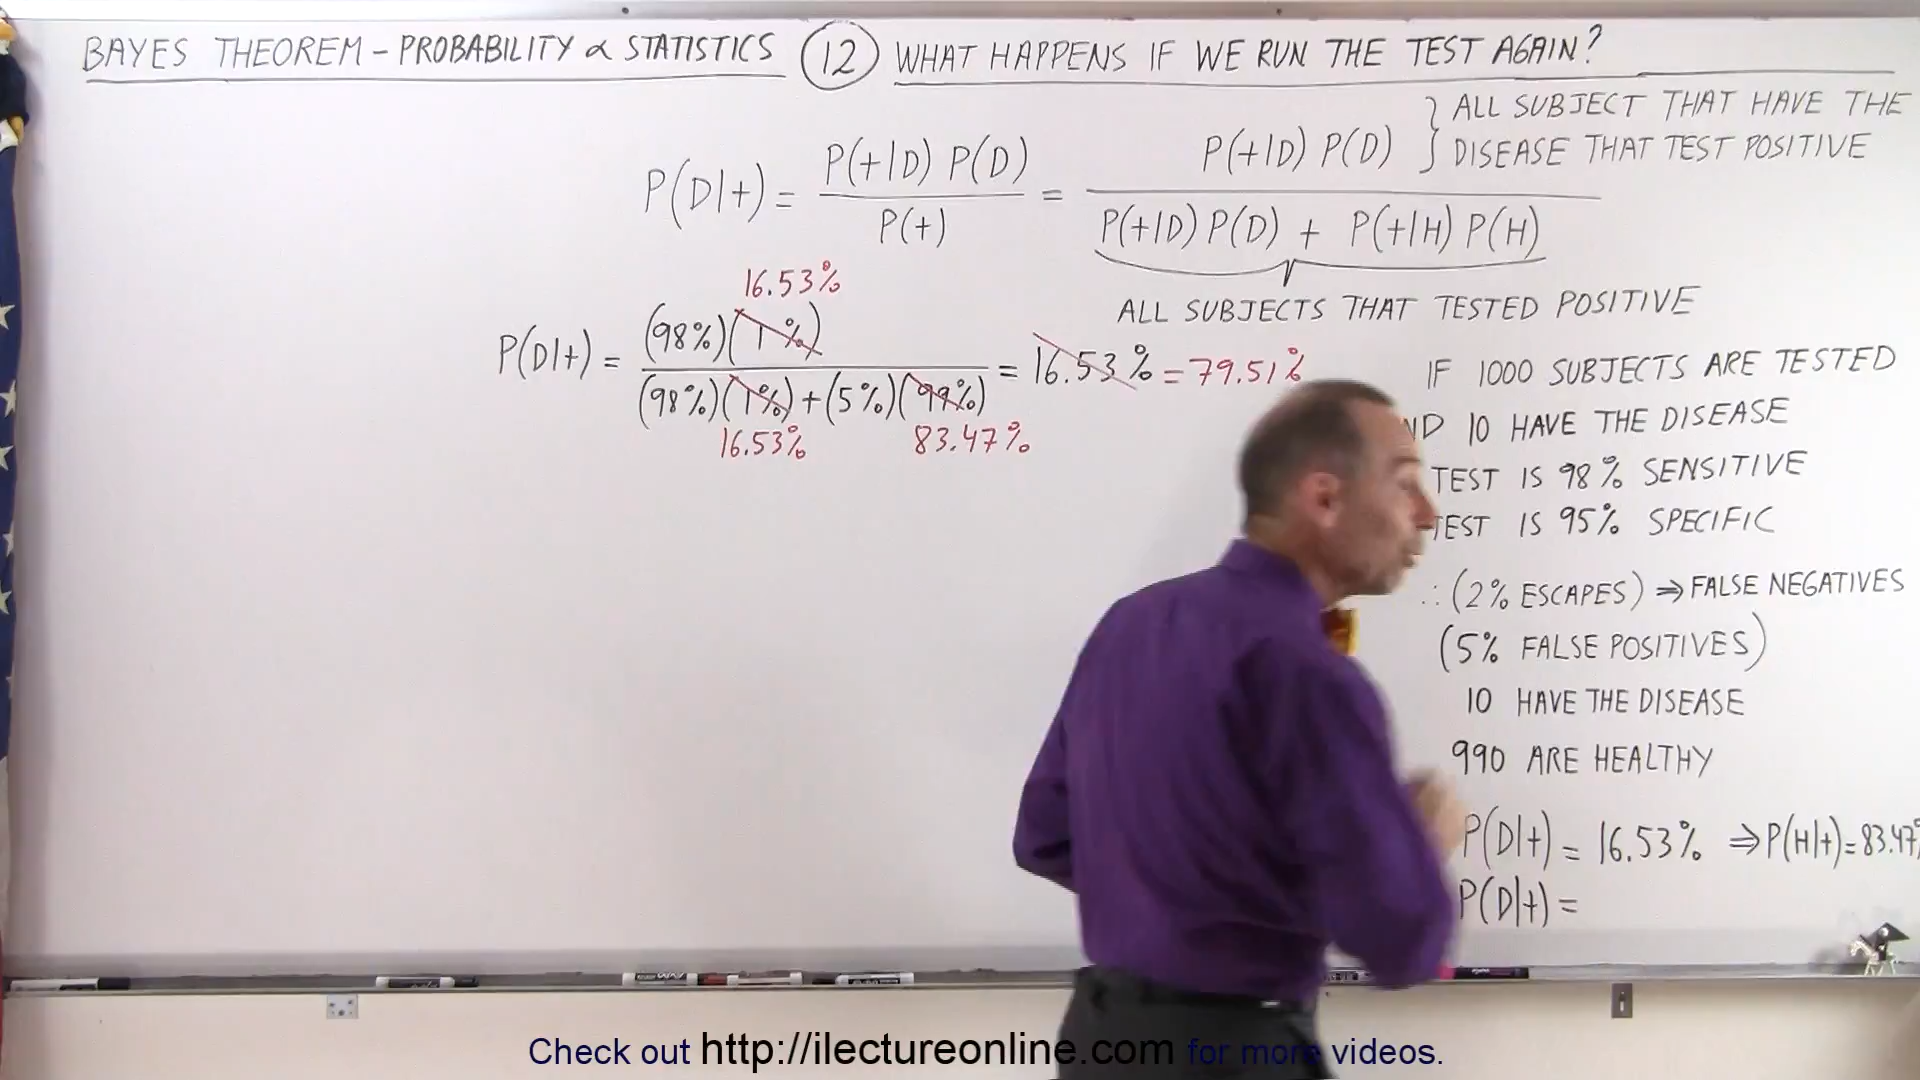 BAYES THEOREM - PROBABILITY & STATISTICS (12) WHAT HAPPENS IF WE RUN THE TEST AGAIN?
P(D|+) = P(+|D) P(D) / P(+) = P(+|D) P(D) / P(+|D) P(D) + P(+|H) P(H)
} ALL SUBJECT THAT HAVE THE
DISEASE THAT TEST POSITIVE
ALL SUBJECTS THAT TESTED POSITIVE
16.53%
P(D|+) = (98%)(1%) / (98%)(1%)+(5%)(99%) = 16.53% = 79.51%
16.53% 83.47%
IF 1000 SUBJECTS ARE TESTED
ND 10 HAVE THE DISEASE
TEST IS 98% SENSITIVE
TEST IS 95% SPECIFIC
∴ (2% ESCAPES) ⇒ FALSE NEGATIVES
(5% FALSE POSITIVES)
10 HAVE THE DISEASE
990 ARE HEALTHY
P(D|+) = 16.53% ⇒ P(H|+) = 83.47%
P(D|+) =
Check out http://ilectureonline.com for more videos.